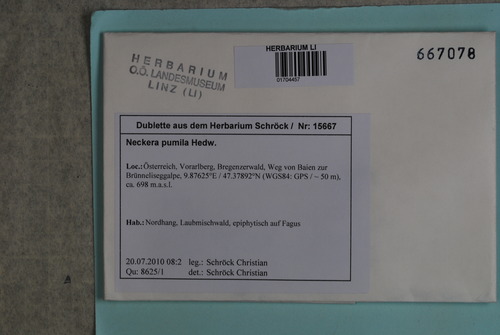 HERBARIUM
O.Ö. LANDESMUSEUM
LINZ (LI)
HERBARIUM LI
01704457
667078
Dublette aus dem Herbarium Schröck / Nr: 15667
Neckera pumila Hedw.
Loc.:Österreich, Vorarlberg, Bregenzerwald, Weg von Baien zur
Brünneliseggalpe, 9.87625°E / 47.37892°N (WGS84: GPS / ~ 50 m),
ca. 698 m.a.s.l.
Hab.: Nordhang, Laubmischwald, epiphytisch auf Fagus
20.07.2010 08:2 leg.: Schröck Christian
Qu: 8625/1 det.: Schröck Christian